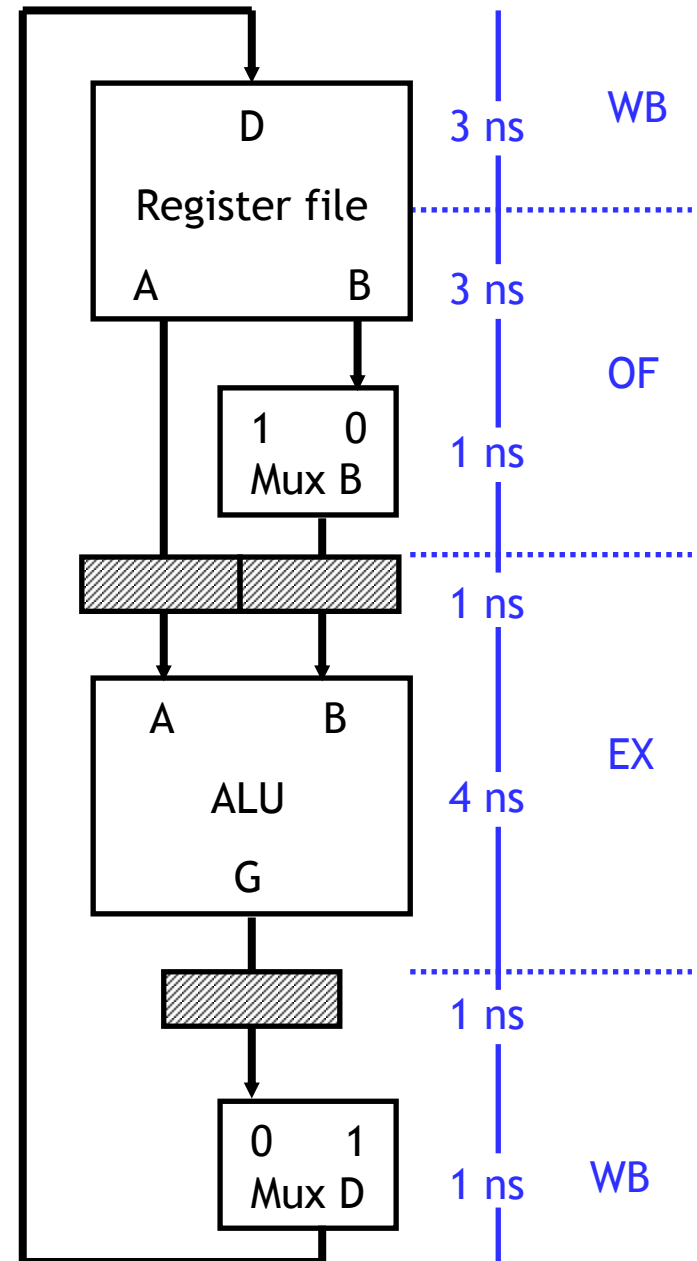 D
3 ns
WB
Register file
A B
3 ns
OF
1 0
Mux B
1 ns
1 ns
A B
ALU
4 ns
EX
G
1 ns
0 1
Mux D
1 ns
WB